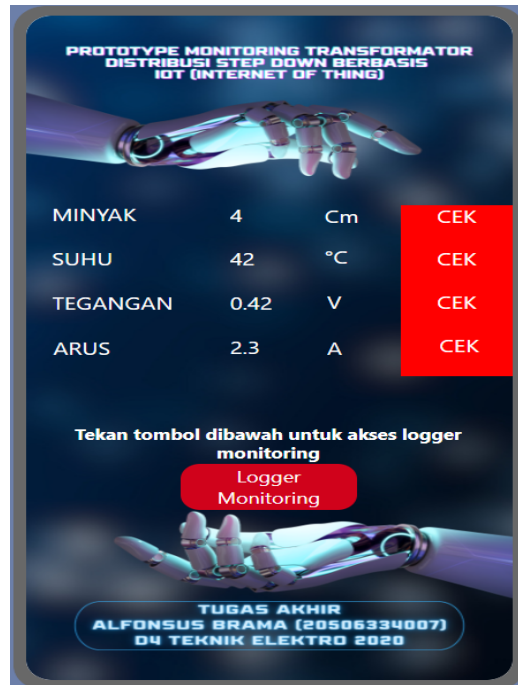 PROTOTYPE MONITORING TRANSFORMATOR
DISTRIBUSI STEP DOWN BERBASIS
IOT (INTERNET OF THING)
MINYAK 4 Cm CEK
SUHU 42 °C CEK
TEGANGAN 0.42 V CEK
ARUS 2.3 A CEK
Tekan tombol dibawah untuk akses logger
monitoring
Logger
Monitoring
TUGAS AKHIR
ALFONSUS BRAMA (20506334007)
D4 TEKNIK ELEKTRO 2020